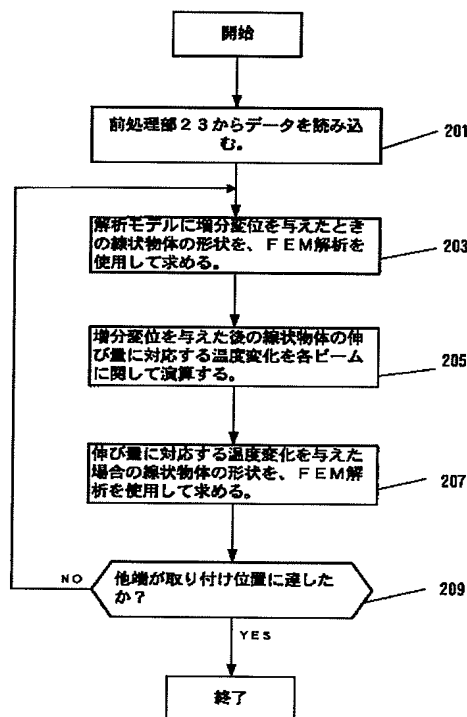 開始
前処理部23からデータを読み込
む。
201
解析モデルに増分変位を与えたとき
の線状物体の形状を、FEM解析を
使用して求める。
203
増分変位を与えた後の線状物体の伸
び量に対応する温度変化を各ビーム
に関して演算する。
205
伸び量に対応する温度変化を与えた
場合の線状物体の形状を、FEM解
析を使用して求める。
207
他端が取り付け位置に達した
か?
209
NO
YES
終了